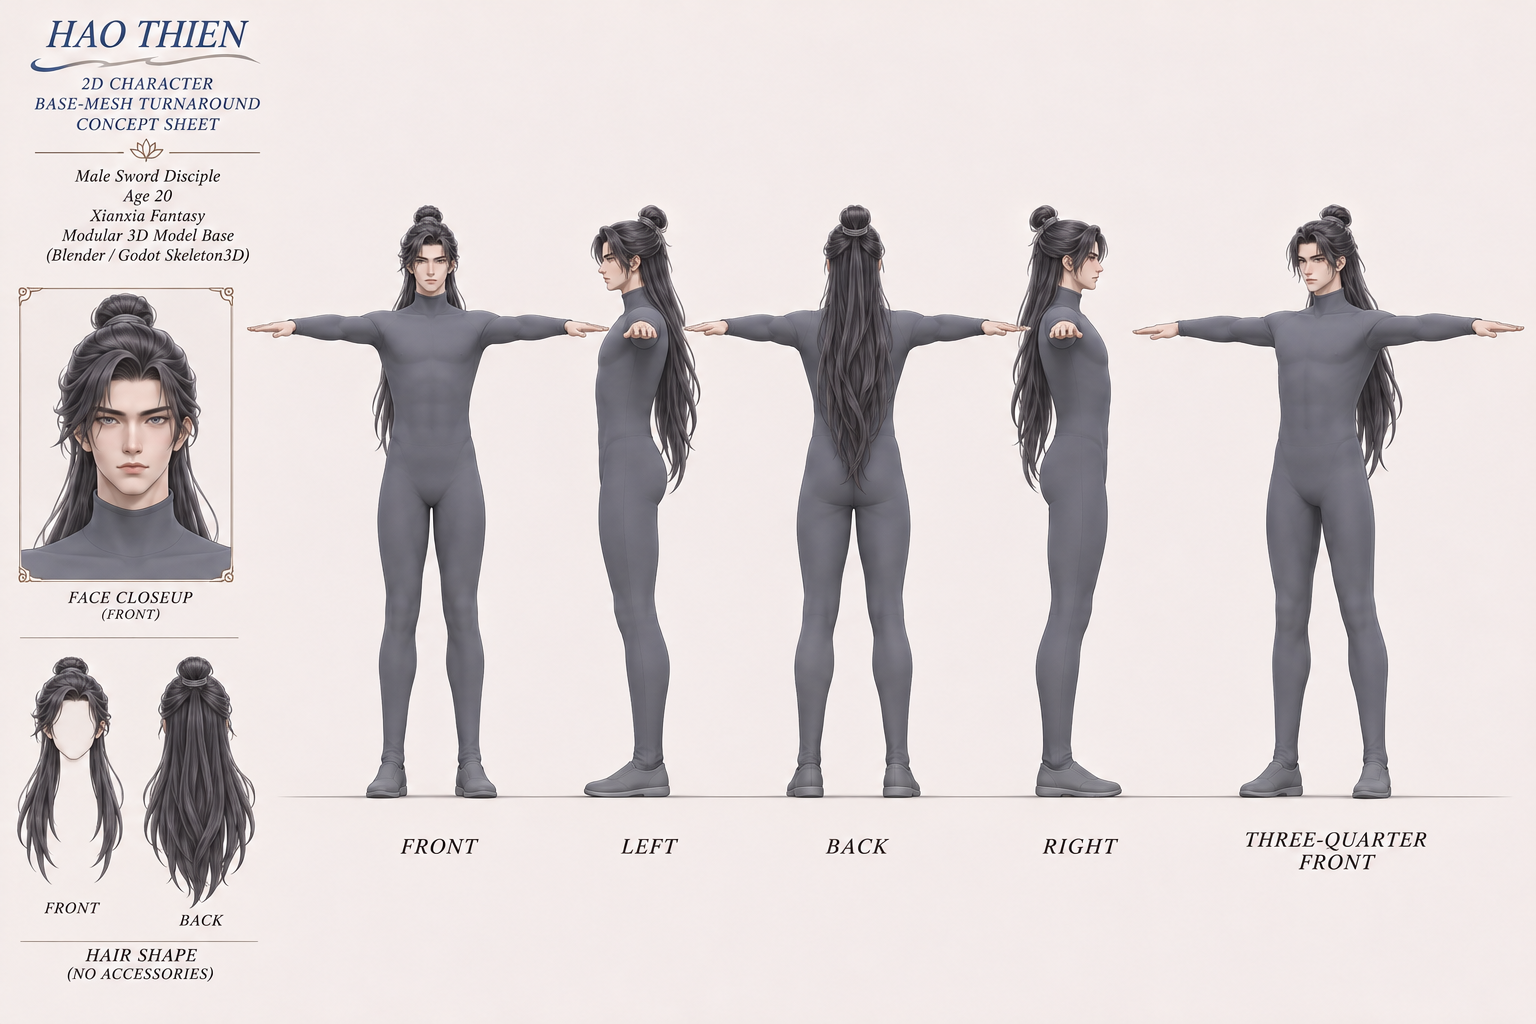 HAO THIEN
2D CHARACTER
BASE-MESH TURNAROUND
CONCEPT SHEET
Male Sword Disciple
Age 20
Xianxia Fantasy
Modular 3D Model Base
(Blender / Godot Skeleton3D)
FACE CLOSEUP
(FRONT)
FRONT
BACK
HAIR SHAPE
(NO ACCESSORIES)
FRONT
LEFT
BACK
RIGHT
THREE-QUARTER
FRONT